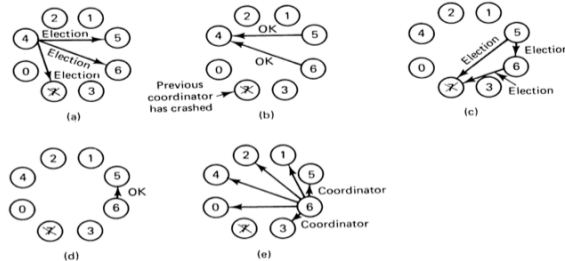 2 1
4 Election 5
Election
0 Election 6
7 3
(a)
2 1
4 OK 5
0 OK 6
Previous
coordinator
has crashed
7 3
(b)
2 1
4 5
Election Election
0 6
7 3 Election
(c)
2 1
4 5
OK
0 6
7 3
(d)
2 1
4 5
Coordinator
0 6
7 3 Coordinator
(e)